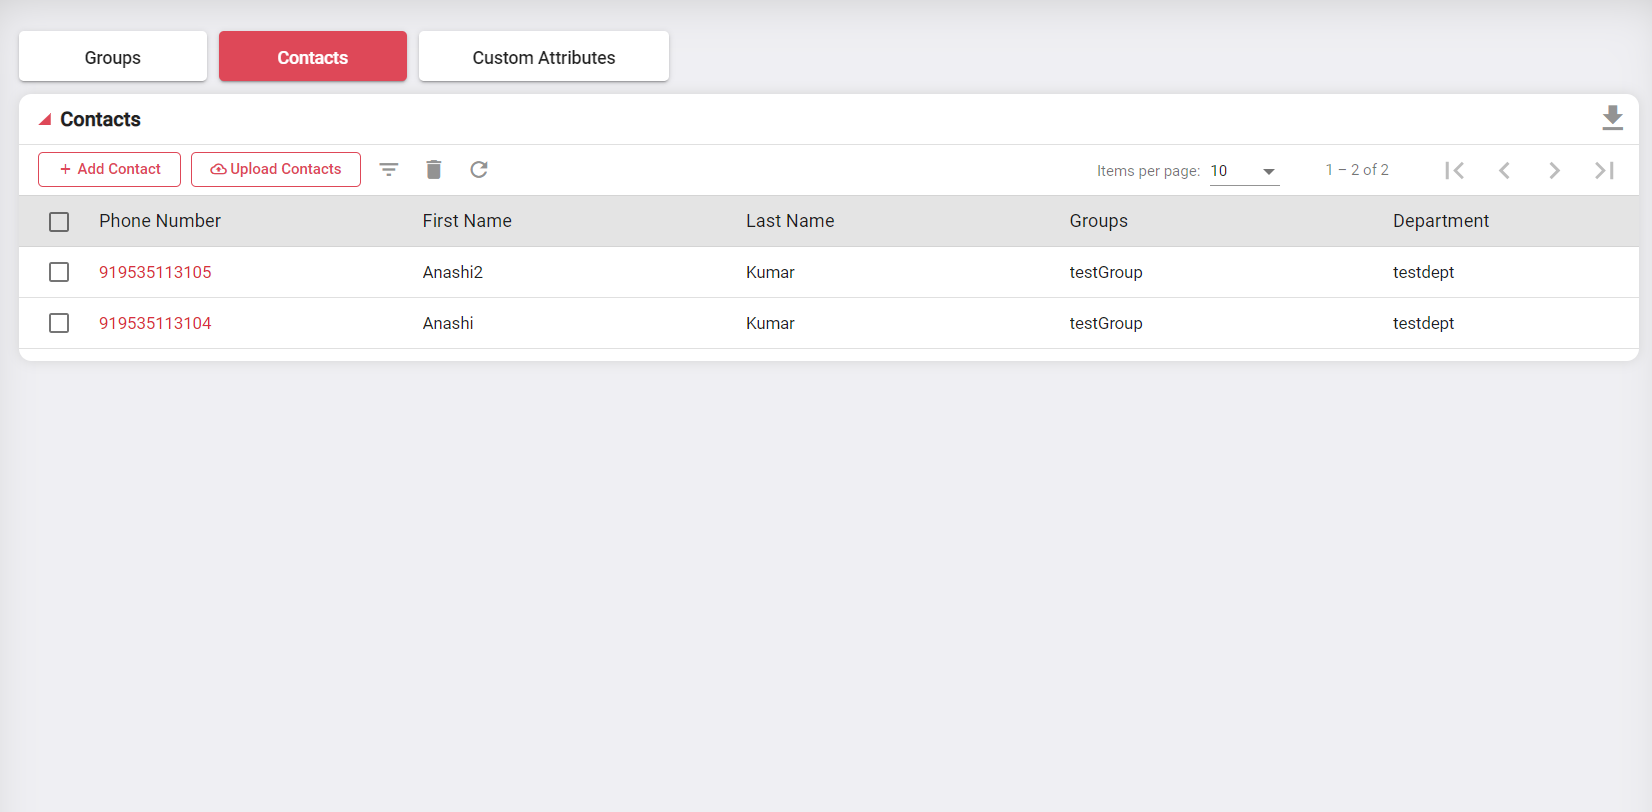 Groups Contacts Custom Attributes
Contacts
+ Add Contact Upload Contacts Items per page: 10 1 – 2 of 2
Phone Number First Name Last Name Groups Department
919535113105 Anashi2 Kumar testGroup testdept
919535113104 Anashi Kumar testGroup testdept